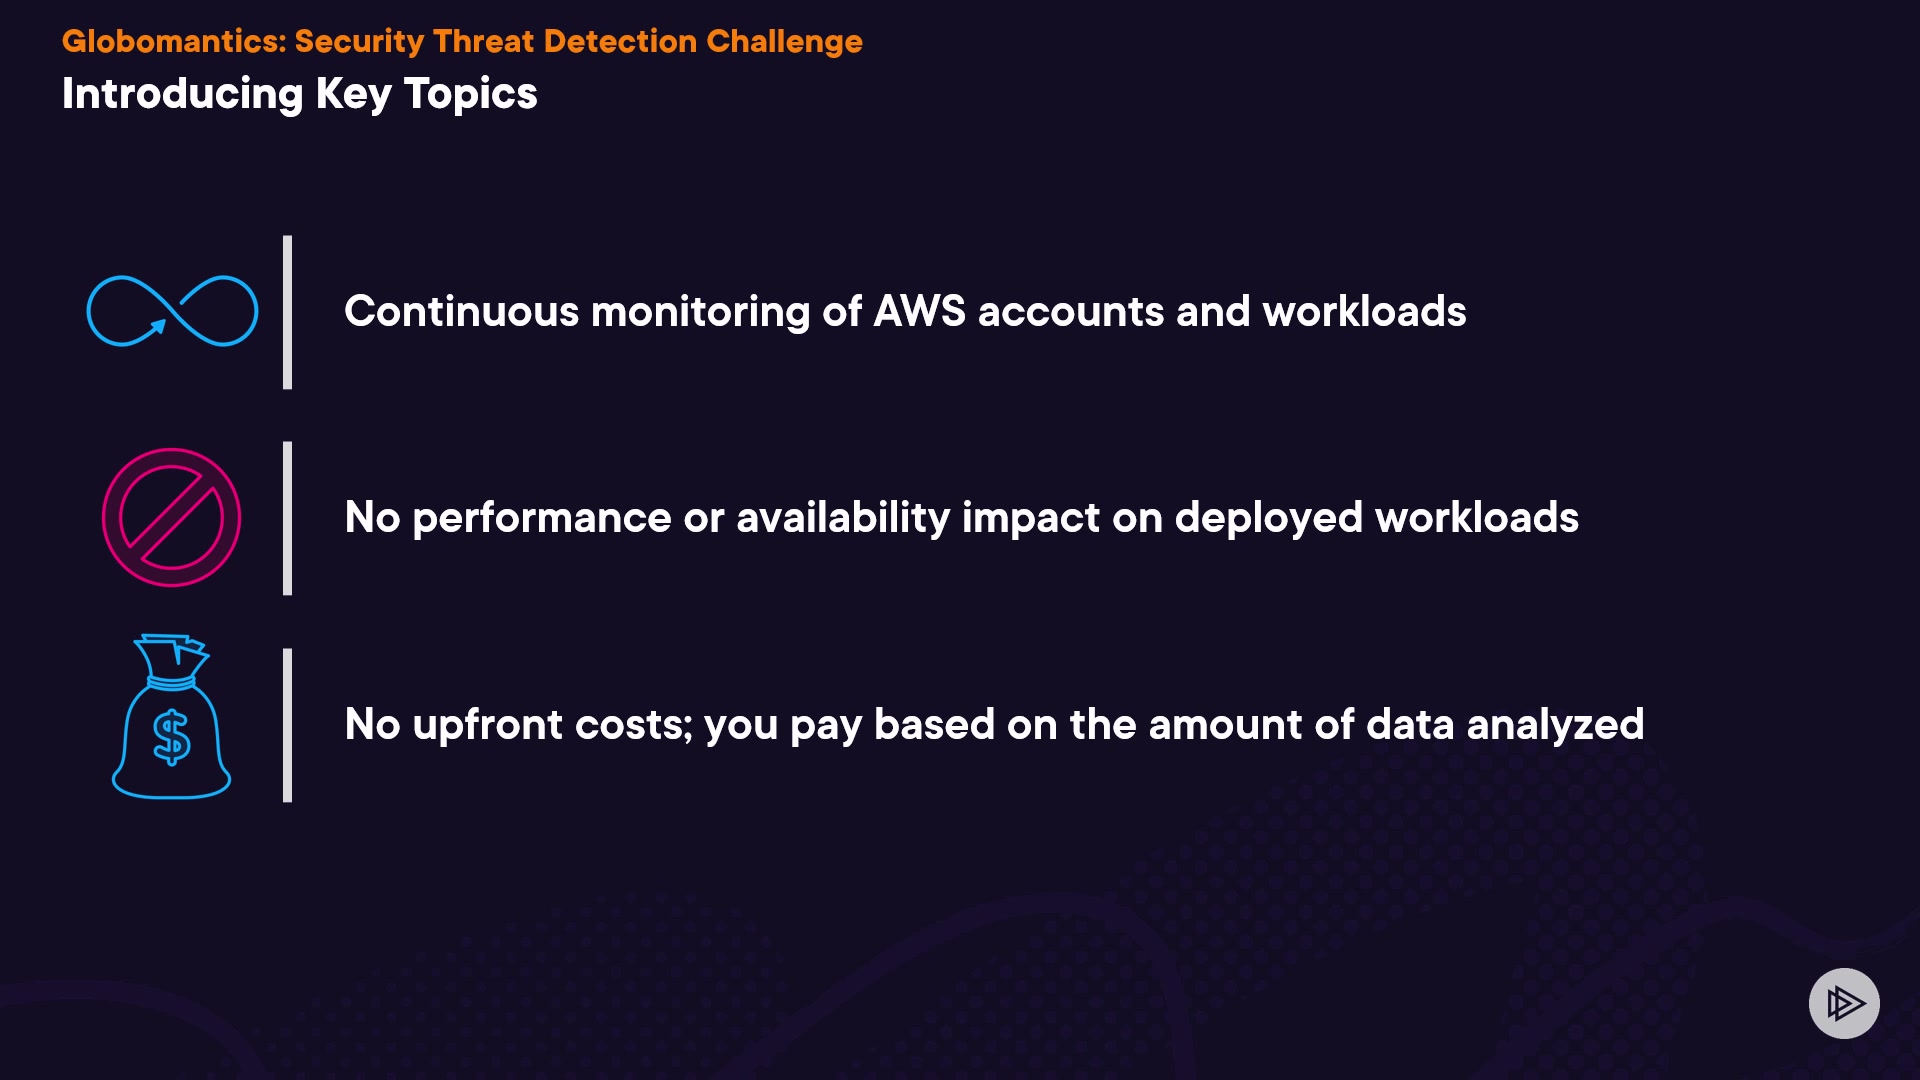 Globomantics: Security Threat Detection Challenge
Introducing Key Topics
Continuous monitoring of AWS accounts and workloads
No performance or availability impact on deployed workloads
$
No upfront costs; you pay based on the amount of data analyzed